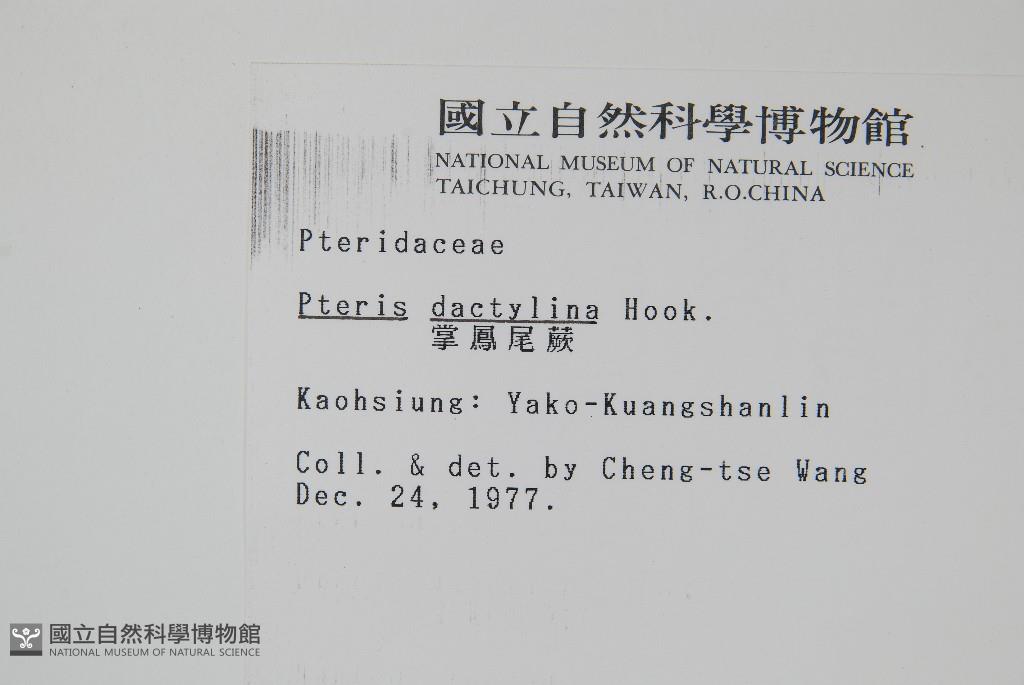 國立自然科學博物館
NATIONAL MUSEUM OF NATURAL SCIENCE
TAICHUNG, TAIWAN, R.O.CHINA
Pteridaceae
Pteris dactylina Hook.
掌鳳尾蕨
Kaohsiung: Yako-Kuangshanlin
Coll. & det. by Cheng-tse Wang
Dec. 24, 1977.
國立自然科學博物館
NATIONAL MUSEUM OF NATURAL SCIENCE